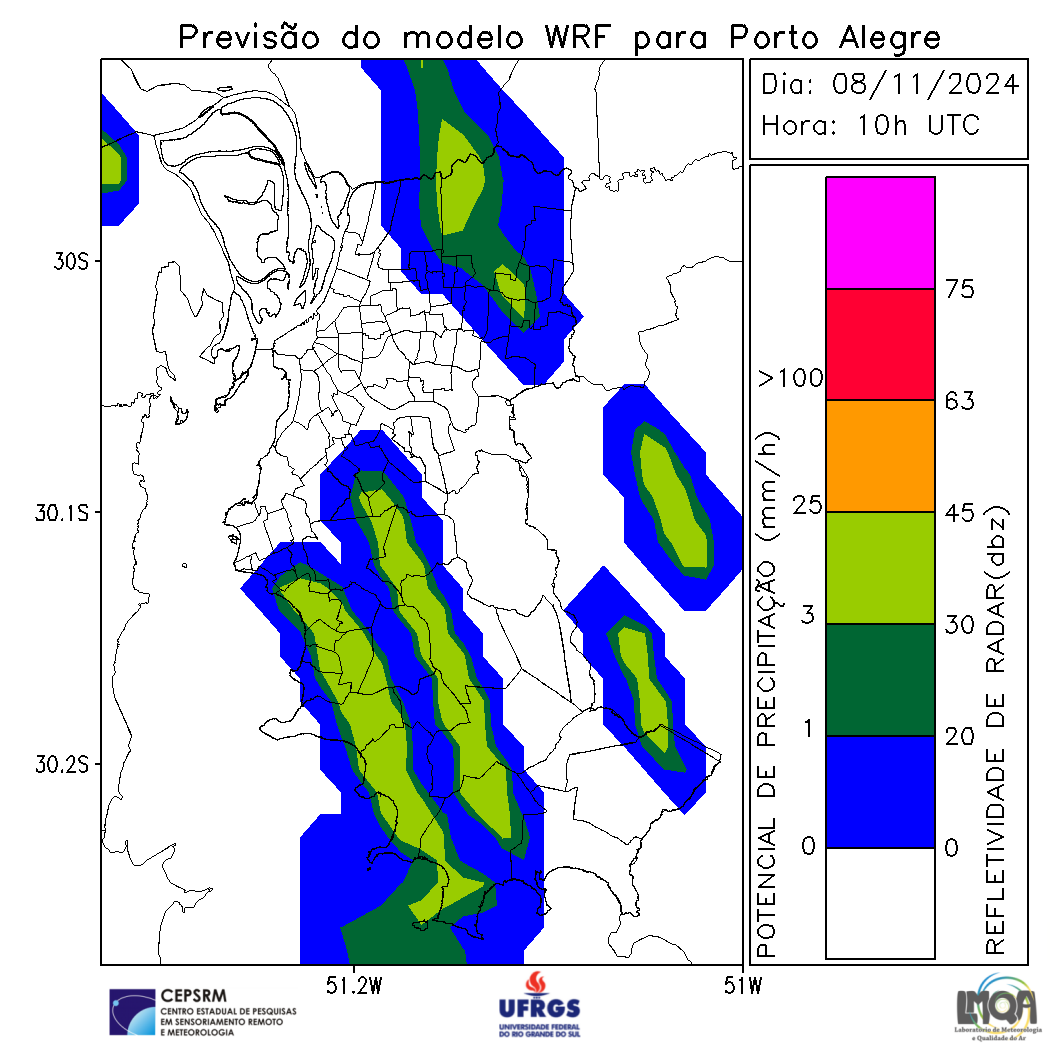 Previsão do modelo WRF para Porto Alegre
Dia: 08/11/2024
Hora: 10h UTC
30S
30.1S
30.2S
51.2W
51W
POTENCIAL DE PRECIPITAÇÃO (mm/h)
>100
25
3
1
0
75
63
45
30
20
0
REFLETIVIDADE DE RADAR(dbz)
CEPSRM
CENTRO ESTADUAL DE PESQUISAS
EM SENSORIAMENTO REMOTO
E METEOROLOGIA
UFRGS
UNIVERSIDADE FEDERAL
DO RIO GRANDE DO SUL
LMQA
Laboratório de Meteorologia
e Qualidade do Ar